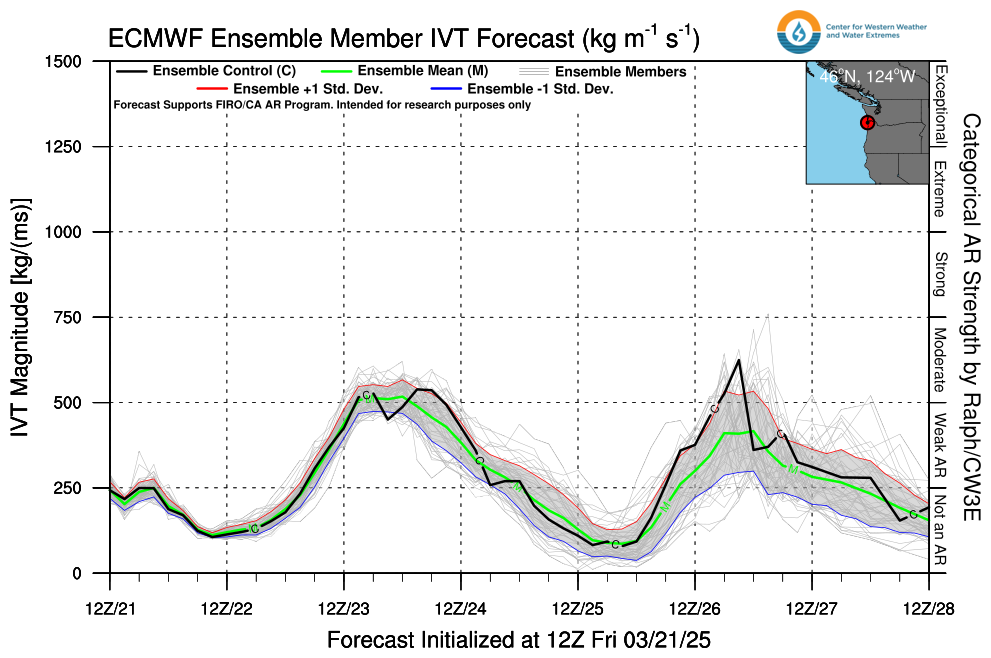 ECMWF Ensemble Member IVT Forecast (kg m⁻¹ s⁻¹)
Center for Western Weather
and Water Extremes
Ensemble Control (C)
Ensemble Mean (M)
Ensemble Members
Ensemble +1 Std. Dev.
Ensemble -1 Std. Dev.
Forecast Supports FIRO/CA AR Program. Intended for research purposes only
46°N, 124°W
IVT Magnitude [kg/(ms)]
1500
1250
1000
750
500
250
0
Exceptional
Extreme
Strong
Moderate
Weak AR
Not an AR
Categorical AR Strength by Ralph/CW3E
C
C
C
C
C
C
C
M
M
M
M
12Z/21
12Z/22
12Z/23
12Z/24
12Z/25
12Z/26
12Z/27
12Z/28
Forecast Initialized at 12Z Fri 03/21/25